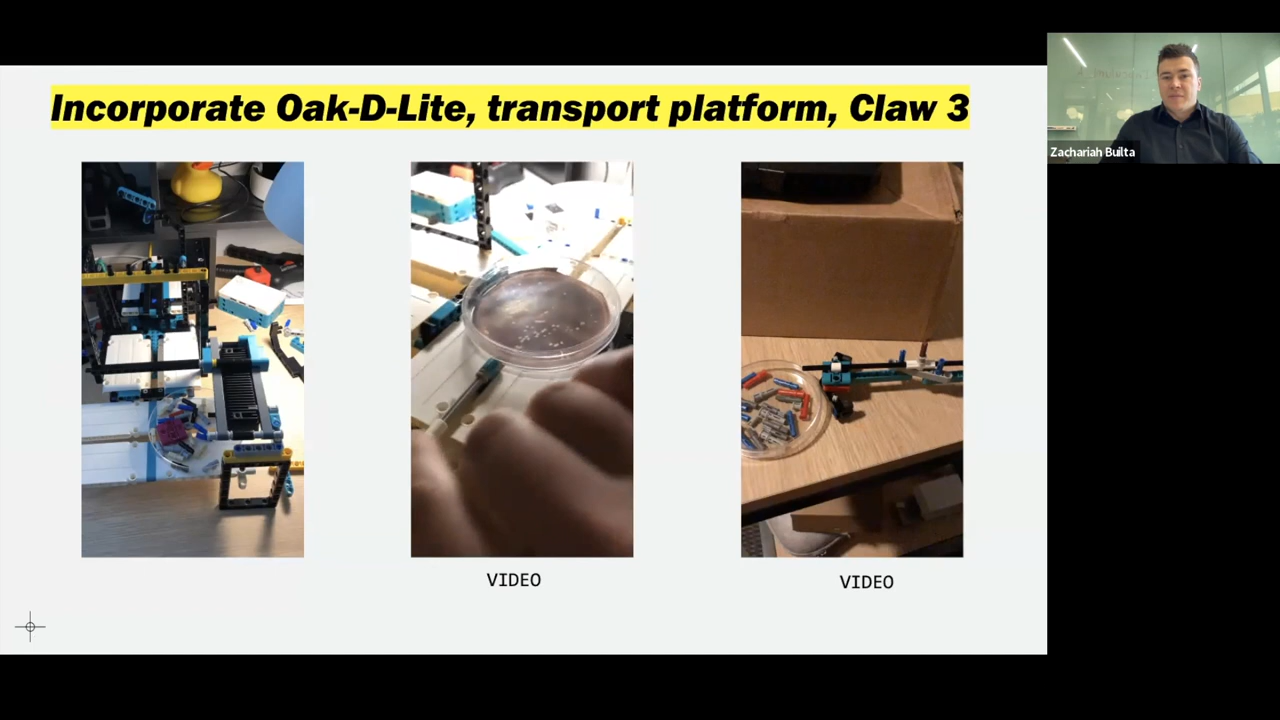 Incorporate Oak-D-Lite, transport platform, Claw 3
Zachariah Builta
VIDEO
VIDEO